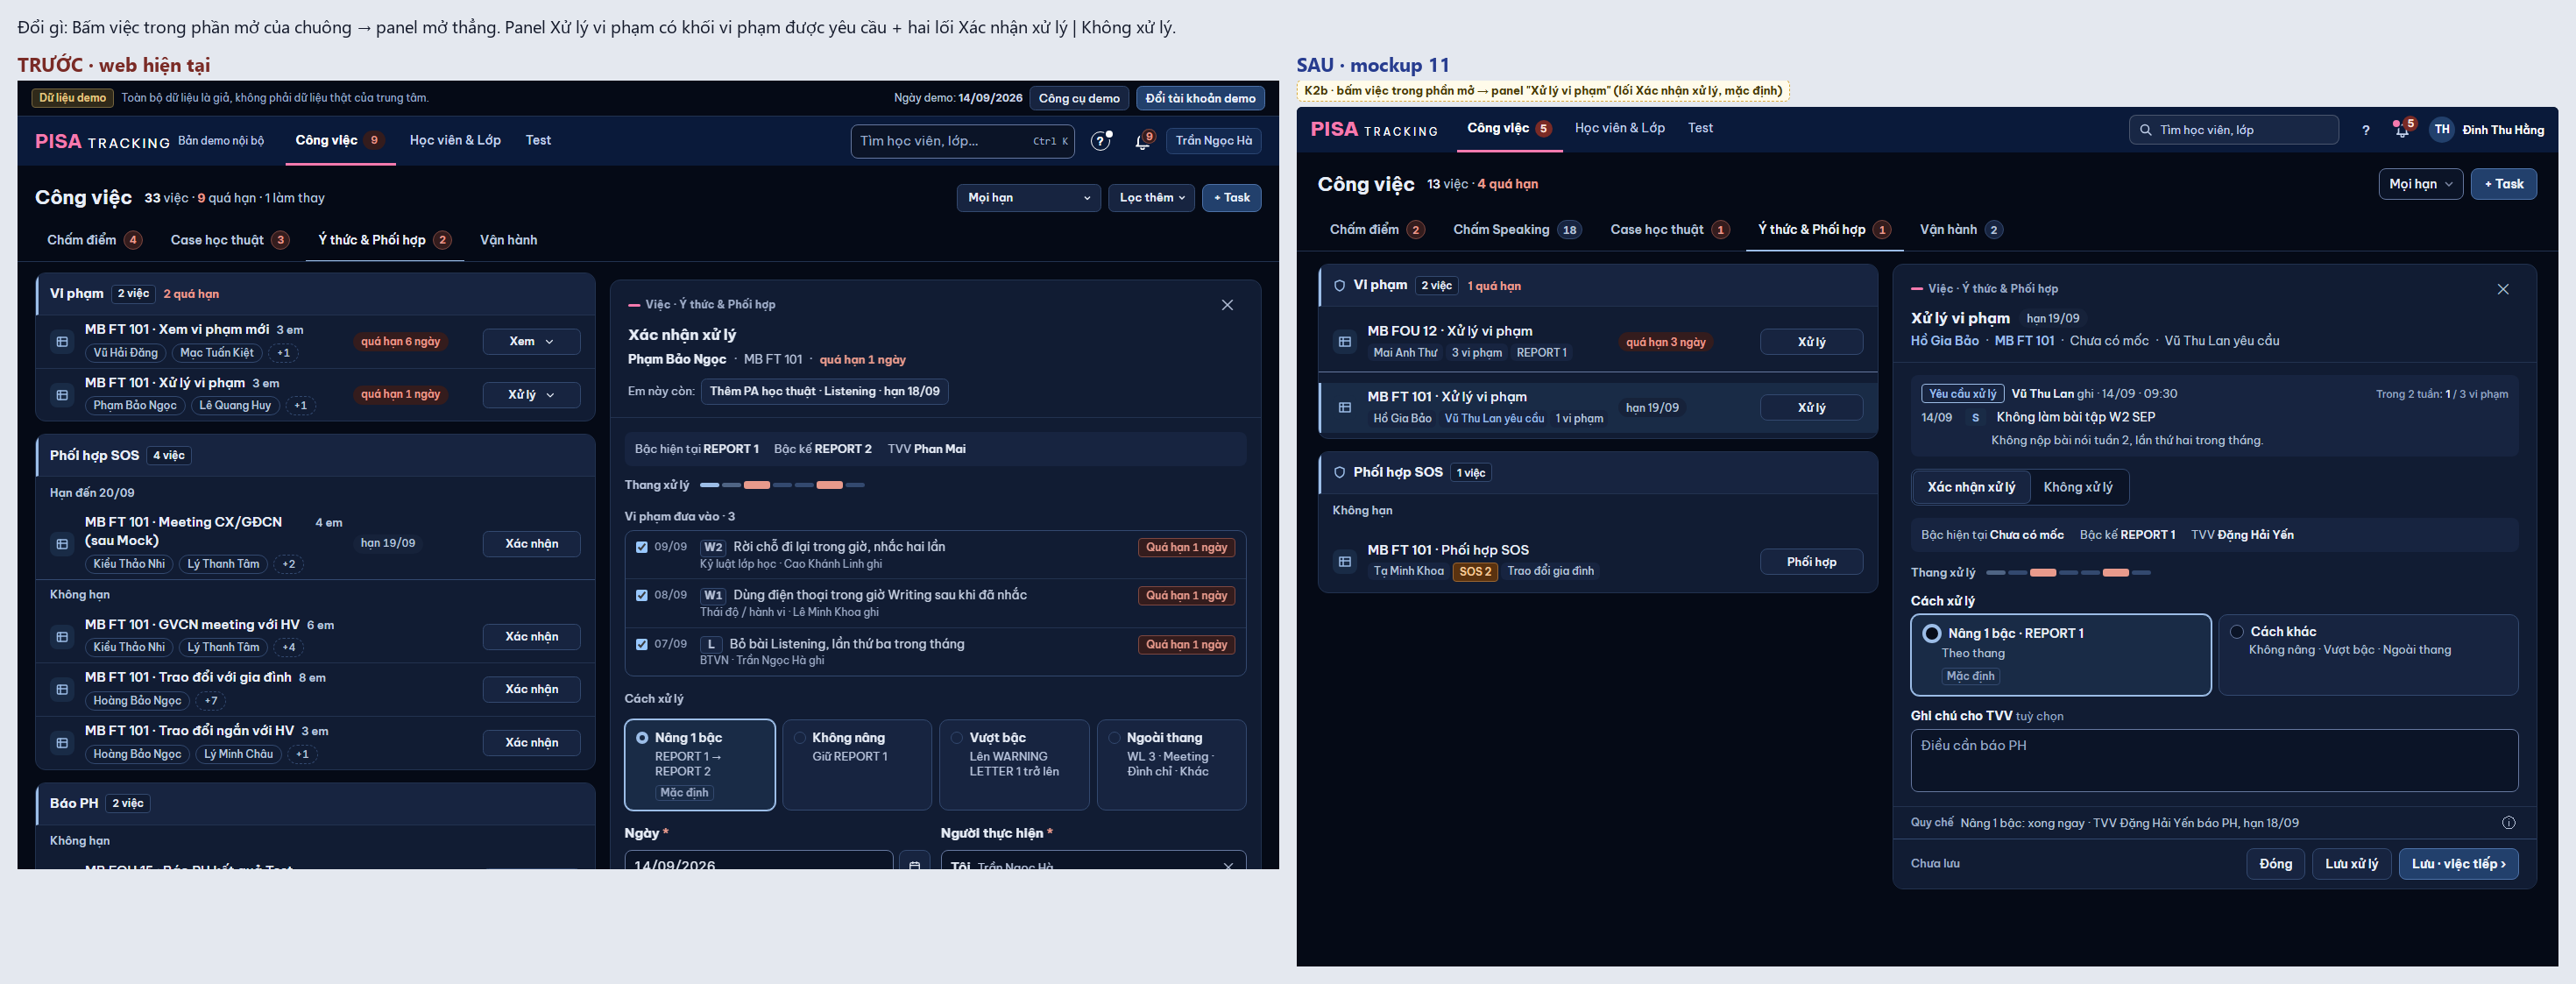 Đổi gì: Bấm việc trong phần mở của chuông → panel mở thẳng. Panel Xử lý vi phạm có khối vi phạm được yêu cầu + hai lối Xác nhận xử lý | Không xử lý.
TRƯỚC · web hiện tại
Dữ liệu demo Toàn bộ dữ liệu là giả, không phải dữ liệu thật của trung tâm.
Ngày demo: 14/09/2026 Công cụ demo Đổi tài khoản demo
PISA TRACKING Bản demo nội bộ Công việc 9 Học viên & Lớp Test Tìm học viên, lớp... Ctrl K ? 9 Trần Ngọc Hà
Công việc 33 việc · 9 quá hạn · 1 làm thay Mọi hạn Lọc thêm + Task
Chấm điểm 4 Case học thuật 3 Ý thức & Phối hợp 2 Vận hành
Vi phạm 2 việc 2 quá hạn
MB FT 101 · Xem vi phạm mới 3 em
Vũ Hải Đăng Mạc Tuấn Kiệt +1
quá hạn 6 ngày Xem
MB FT 101 · Xử lý vi phạm 3 em
Phạm Bảo Ngọc Lê Quang Huy +1
quá hạn 1 ngày Xử lý
Phối hợp SOS 4 việc
Hạn đến 20/09
MB FT 101 · Meeting CX/GĐCN 4 em
(sau Mock)
Kiều Thảo Nhi Lý Thanh Tâm +2
hạn 19/09 Xác nhận
Không hạn
MB FT 101 · GVCN meeting với HV 6 em
Kiều Thảo Nhi Lý Thanh Tâm +4
Xác nhận
MB FT 101 · Trao đổi với gia đình 8 em
Hoàng Bảo Ngọc +7
Xác nhận
MB FT 101 · Trao đổi ngắn với HV 3 em
Hoàng Bảo Ngọc Lý Minh Châu +1
Xác nhận
Báo PH 2 việc
Không hạn
Việc · Ý thức & Phối hợp
Xác nhận xử lý
Phạm Bảo Ngọc · MB FT 101 · quá hạn 1 ngày
Em này còn: Thêm PA học thuật · Listening · hạn 18/09
Bậc hiện tại REPORT 1 Bậc kế REPORT 2 TVV Phan Mai
Thang xử lý
Vi phạm đưa vào · 3
09/09 W2 Rời chỗ đi lại trong giờ, nhắc hai lần Quá hạn 1 ngày
Kỷ luật lớp học · Cao Khánh Linh ghi
08/09 W1 Dùng điện thoại trong giờ Writing sau khi đã nhắc Quá hạn 1 ngày
Thái độ / hành vi · Lê Minh Khoa ghi
07/09 L Bỏ bài Listening, lần thứ ba trong tháng Quá hạn 1 ngày
BTVN · Trần Ngọc Hà ghi
Cách xử lý
Nâng 1 bậc
REPORT 1 →
REPORT 2
Mặc định
Không nâng
Giữ REPORT 1
Vượt bậc
Lên WARNING
LETTER 1 trở lên
Ngoài thang
WL 3 · Meeting ·
Đình chỉ · Khác
Ngày * Người thực hiện *
14/09/2026 Tôi Trần Ngọc Hà
SAU · mockup 11
K2b · bấm việc trong phần mở → panel "Xử lý vi phạm" (lối Xác nhận xử lý, mặc định)
PISA TRACKING Công việc 5 Học viên & Lớp Test Tìm học viên, lớp ? 5 TH Đinh Thu Hằng
Công việc 13 việc · 4 quá hạn Mọi hạn + Task
Chấm điểm 2 Chấm Speaking 18 Case học thuật 1 Ý thức & Phối hợp 1 Vận hành 2
Vi phạm 2 việc 1 quá hạn
MB FOU 12 · Xử lý vi phạm
Mai Anh Thư 3 vi phạm REPORT 1
quá hạn 3 ngày Xử lý
MB FT 101 · Xử lý vi phạm
Hồ Gia Bảo Vũ Thu Lan yêu cầu 1 vi phạm
hạn 19/09 Xử lý
Phối hợp SOS 1 việc
Không hạn
MB FT 101 · Phối hợp SOS
Tạ Minh Khoa SOS 2 Trao đổi gia đình
Phối hợp
Việc · Ý thức & Phối hợp
Xử lý vi phạm hạn 19/09
Hồ Gia Bảo · MB FT 101 · Chưa có mốc · Vũ Thu Lan yêu cầu
Yêu cầu xử lý Vũ Thu Lan ghi · 14/09 · 09:30 Trong 2 tuần: 1 / 3 vi phạm
14/09 S Không làm bài tập W2 SEP
Không nộp bài nói tuần 2, lần thứ hai trong tháng.
Xác nhận xử lý Không xử lý
Bậc hiện tại Chưa có mốc Bậc kế REPORT 1 TVV Đặng Hải Yến
Thang xử lý
Cách xử lý
Nâng 1 bậc · REPORT 1
Theo thang
Mặc định
Cách khác
Không nâng · Vượt bậc · Ngoài thang
Ghi chú cho TVV tuỳ chọn
Điều cần báo PH
Quy chế Nâng 1 bậc: xong ngay · TVV Đặng Hải Yến báo PH, hạn 18/09
Chưa lưu Đóng Lưu xử lý Lưu · việc tiếp ›